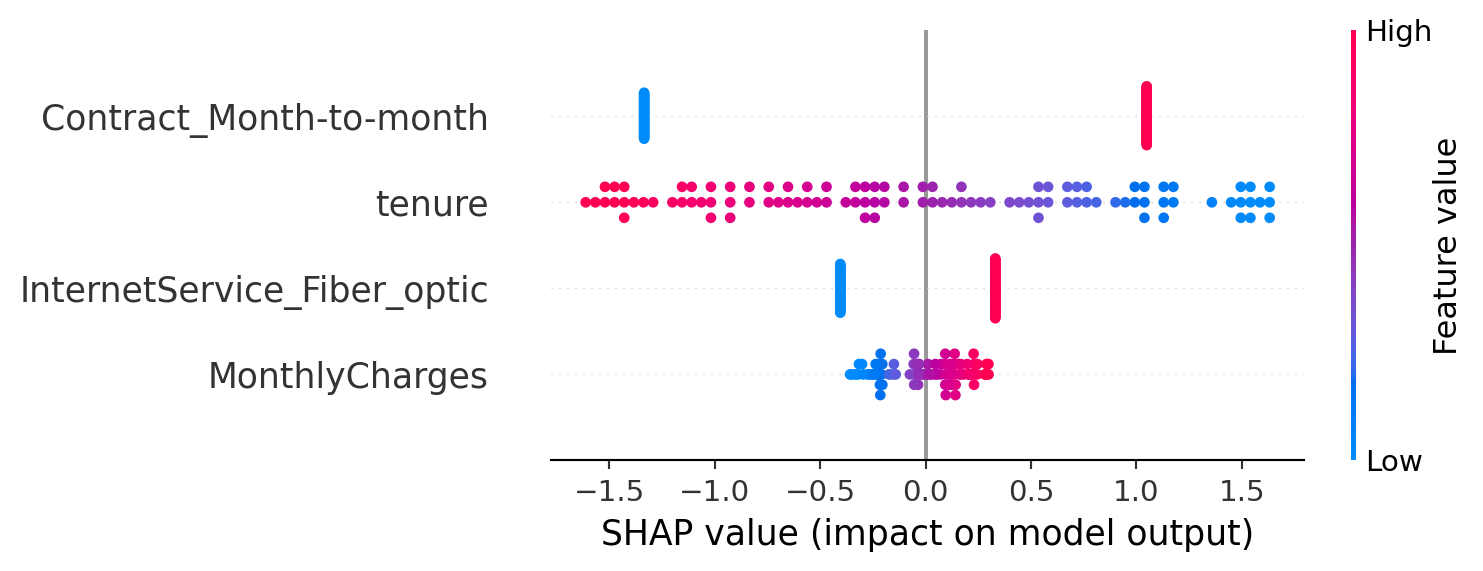 High
Contract_Month-to-month
tenure
InternetService_Fiber_optic
MonthlyCharges
Feature value
Low
−1.5 −1.0 −0.5 0.0 0.5 1.0 1.5
SHAP value (impact on model output)